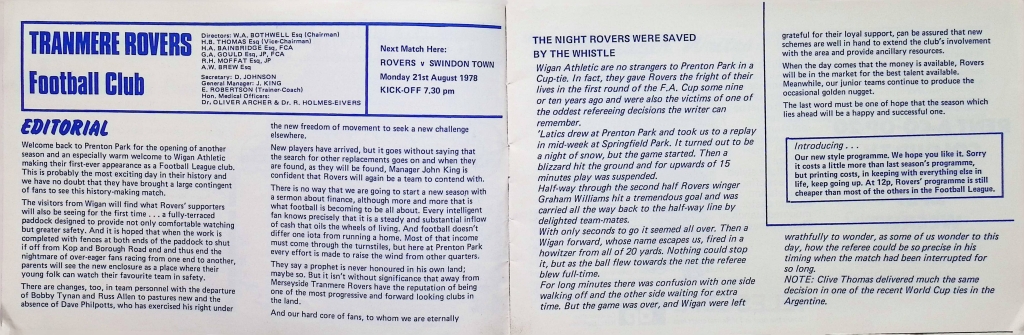 TRANMERE ROVERS
Football Club
Directors: W.A. BOTHWELL Esq (Chairman)
H.B. THOMAS Esq (Vice-Chairman)
H.A. BAINBRIDGE Esq, FCA
G.A. GOULD Esq, JP, FCA
R.H. MOFFAT Esq, JP
A.W. BREW Esq
Secretary: D. JOHNSON
General Manager: J. KING
E. ROBERTSON (Trainer-Coach)
Hon. Medical Officers:
Dr. OLIVER ARCHER & Dr. R. HOLMES-EIVERS
Next Match Here:
ROVERS v SWINDON TOWN
Monday 21st August 1978
KICK-OFF 7.30 pm
EDITORIAL
Welcome back to Prenton Park for the opening of another
season and an especially warm welcome to Wigan Athletic
making their first-ever appearance as a Football League club.
This is probably the most exciting day in their history and
we have no doubt that they have brought a large contingent
of fans to see this history-making match.
The visitors from Wigan will find what Rovers' supporters
will also be seeing for the first time . . . a fully-terraced
paddock designed to provide not only comfortable watching
but greater safety. And it is hoped that when the work is
completed with fences at both ends of the paddock to shut
if off from Kop and Borough Road end and thus end the
nightmare of over-eager fans racing from one end to another,
parents will see the new enclosure as a place where their
young folk can watch their favourite team in safety.
There are changes, too, in team personnel with the departure
of Bobby Tynan and Russ Allen to pastures new and the
absence of Dave Philpotts, who has exercised his right under
the new freedom of movement to seek a new challenge
elsewhere.
New players have arrived, but it goes without saying that
the search for other replacements goes on and when they
are found, as they will be found, Manager John King is
confident that Rovers will again be a team to contend with.
There is no way that we are going to start a new season with
a sermon about finance, although more and more that is
what football is becoming to be all about. Every intelligent
fan knows precisely that it is a steady and substantial inflow
of cash that oils the wheels of living. And football doesn't
differ one iota from running a home. Most of that income
must come through the turnstiles, but here at Prenton Park
every effort is made to raise the wind from other quarters.
They say a prophet is never honoured in his own land;
maybe so. But it isn't without significance that away from
Merseyside Tranmere Rovers have the reputation of being
one of the most progressive and forward looking clubs in
the land.
And our hard core of fans, to whom we are eternally
THE NIGHT ROVERS WERE SAVED
BY THE WHISTLE
Wigan Athletic are no strangers to Prenton Park in a
Cup-tie. In fact, they gave Rovers the fright of their
lives in the first round of the F.A. Cup some nine
or ten years ago and were also the victims of one of
the oddest refereeing decisions the writer can
remember.
'Latics drew at Prenton Park and took us to a replay
in mid-week at Springfield Park. It turned out to be
a night of snow, but the game started. Then a
blizzard hit the ground and for upwards of 15
minutes play was suspended.
Half-way through the second half Rovers winger
Graham Williams hit a tremendous goal and was
carried all the way back to the half-way line by
delighted team-mates.
With only seconds to go it seemed all over. Then a
Wigan forward, whose name escapes us, fired in a
howitzer from all of 20 yards. Nothing could stop
it, but as the ball flew towards the net the referee
blew full-time.
For long minutes there was confusion with one side
walking off and the other side waiting for extra
time. But the game was over, and Wigan were left
grateful for their loyal support, can be assured that new
schemes are well in hand to extend the club's involvement
with the area and provide ancillary resources.
When the day comes that the money is available, Rovers
will be in the market for the best talent available.
Meanwhile, our junior teams continue to produce the
occasional golden nugget.
The last word must be one of hope that the season which
lies ahead will be a happy and successful one.
Introducing . . .
Our new style programme. We hope you like it. Sorry
it costs a little more than last season's programme,
but printing costs, in keeping with everything else in
life, keep going up. At 12p, Rovers' programme is still
cheaper than most of the others in the Football League.
wrathfully to wonder, as some of us wonder to this
day, how the referee could be so precise in his
timing when the match had been interrupted for
so long.
NOTE: Clive Thomas delivered much the same
decision in one of the recent World Cup ties in the
Argentine.